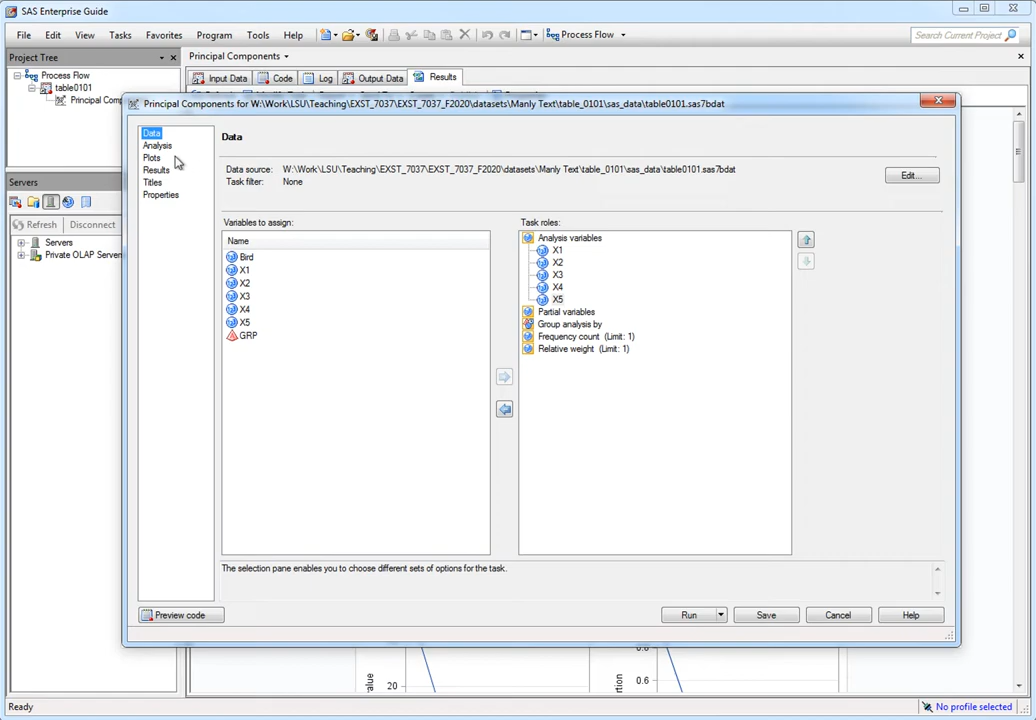 SAS Enterprise Guide
File Edit View Tasks Favorites Program Tools Help Process Flow Search Current Project
Project Tree
Process Flow
table0101
Principal Comp
Servers
Refresh Disconnect
Servers
Private OLAP Server
Principal Components
Input Data Code Log Output Data Results
Principal Components for W:\Work\LSU\Teaching\EXST_7037\EXST_7037_F2020\datasets\Manly Text\table_0101\sas_data\table0101.sas7bdat
Data
Analysis
Plots
Results
Titles
Properties
Data
Data source: W:\Work\LSU\Teaching\EXST_7037\EXST_7037_F2020\datasets\Manly Text\table_0101\sas_data\table0101.sas7bdat
Task filter: None
Edit...
Variables to assign:
Name
Bird
X1
X2
X3
X4
X5
GRP
Task roles:
Analysis variables
X1
X2
X3
X4
X5
Partial variables
Group analysis by
Frequency count (Limit: 1)
Relative weight (Limit: 1)
The selection pane enables you to choose different sets of options for the task.
Preview code Run Save Cancel Help
20
0.6
Ready No profile selected